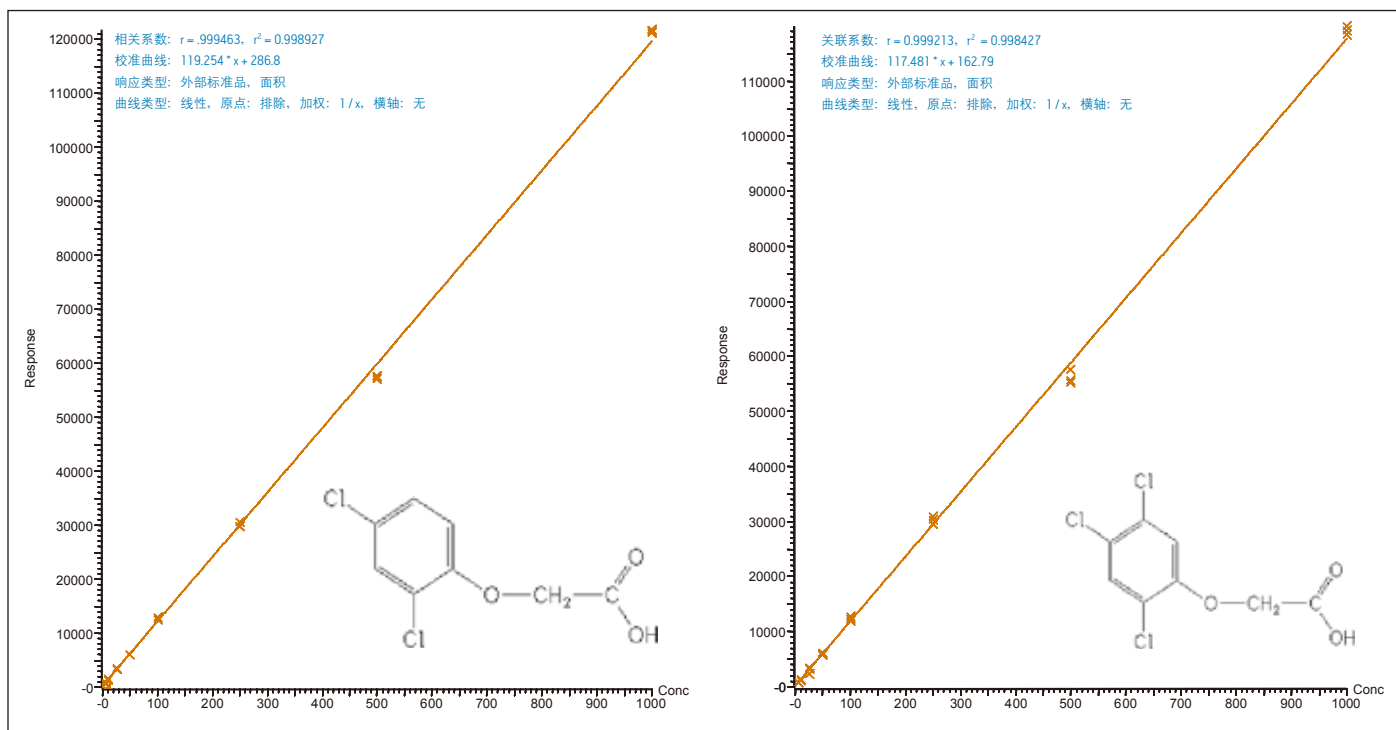 相关系数：r = .999463，r² = 0.998927
校准曲线：119.254 * x + 286.8
响应类型：外部标准品，面积
曲线类型：线性，原点：排除，加权：1 / x，横轴：无
120000
110000
100000
90000
80000
70000
60000
50000
40000
30000
20000
10000
-0
Response
-0 100 200 300 400 500 600 700 800 900 1000
Conc
Cl
O
O CH₂ C
Cl
OH
关联系数：r = 0.999213，r² = 0.998427
校准曲线：117.481 * x + 162.79
响应类型：外部标准品，面积
曲线类型：线性，原点：排除，加权：1 / x，横轴：无
110000
100000
90000
80000
70000
60000
50000
40000
30000
20000
10000
-0
Response
-0 100 200 300 400 500 600 700 800 900 1000
Conc
Cl
Cl
O
O CH₂ C
Cl
OH